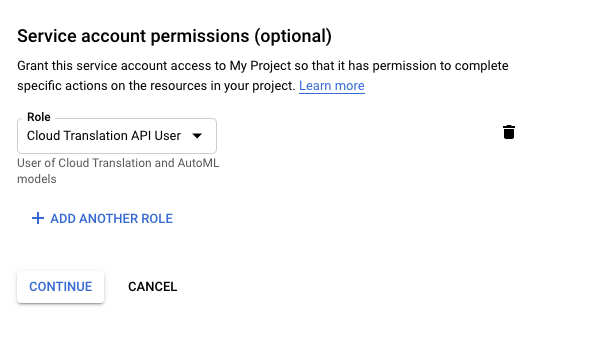 Service account permissions (optional)
Grant this service account access to My Project so that it has permission to complete
specific actions on the resources in your project. Learn more
Role
Cloud Translation API User
User of Cloud Translation and AutoML
models
ADD ANOTHER ROLE
CONTINUE CANCEL